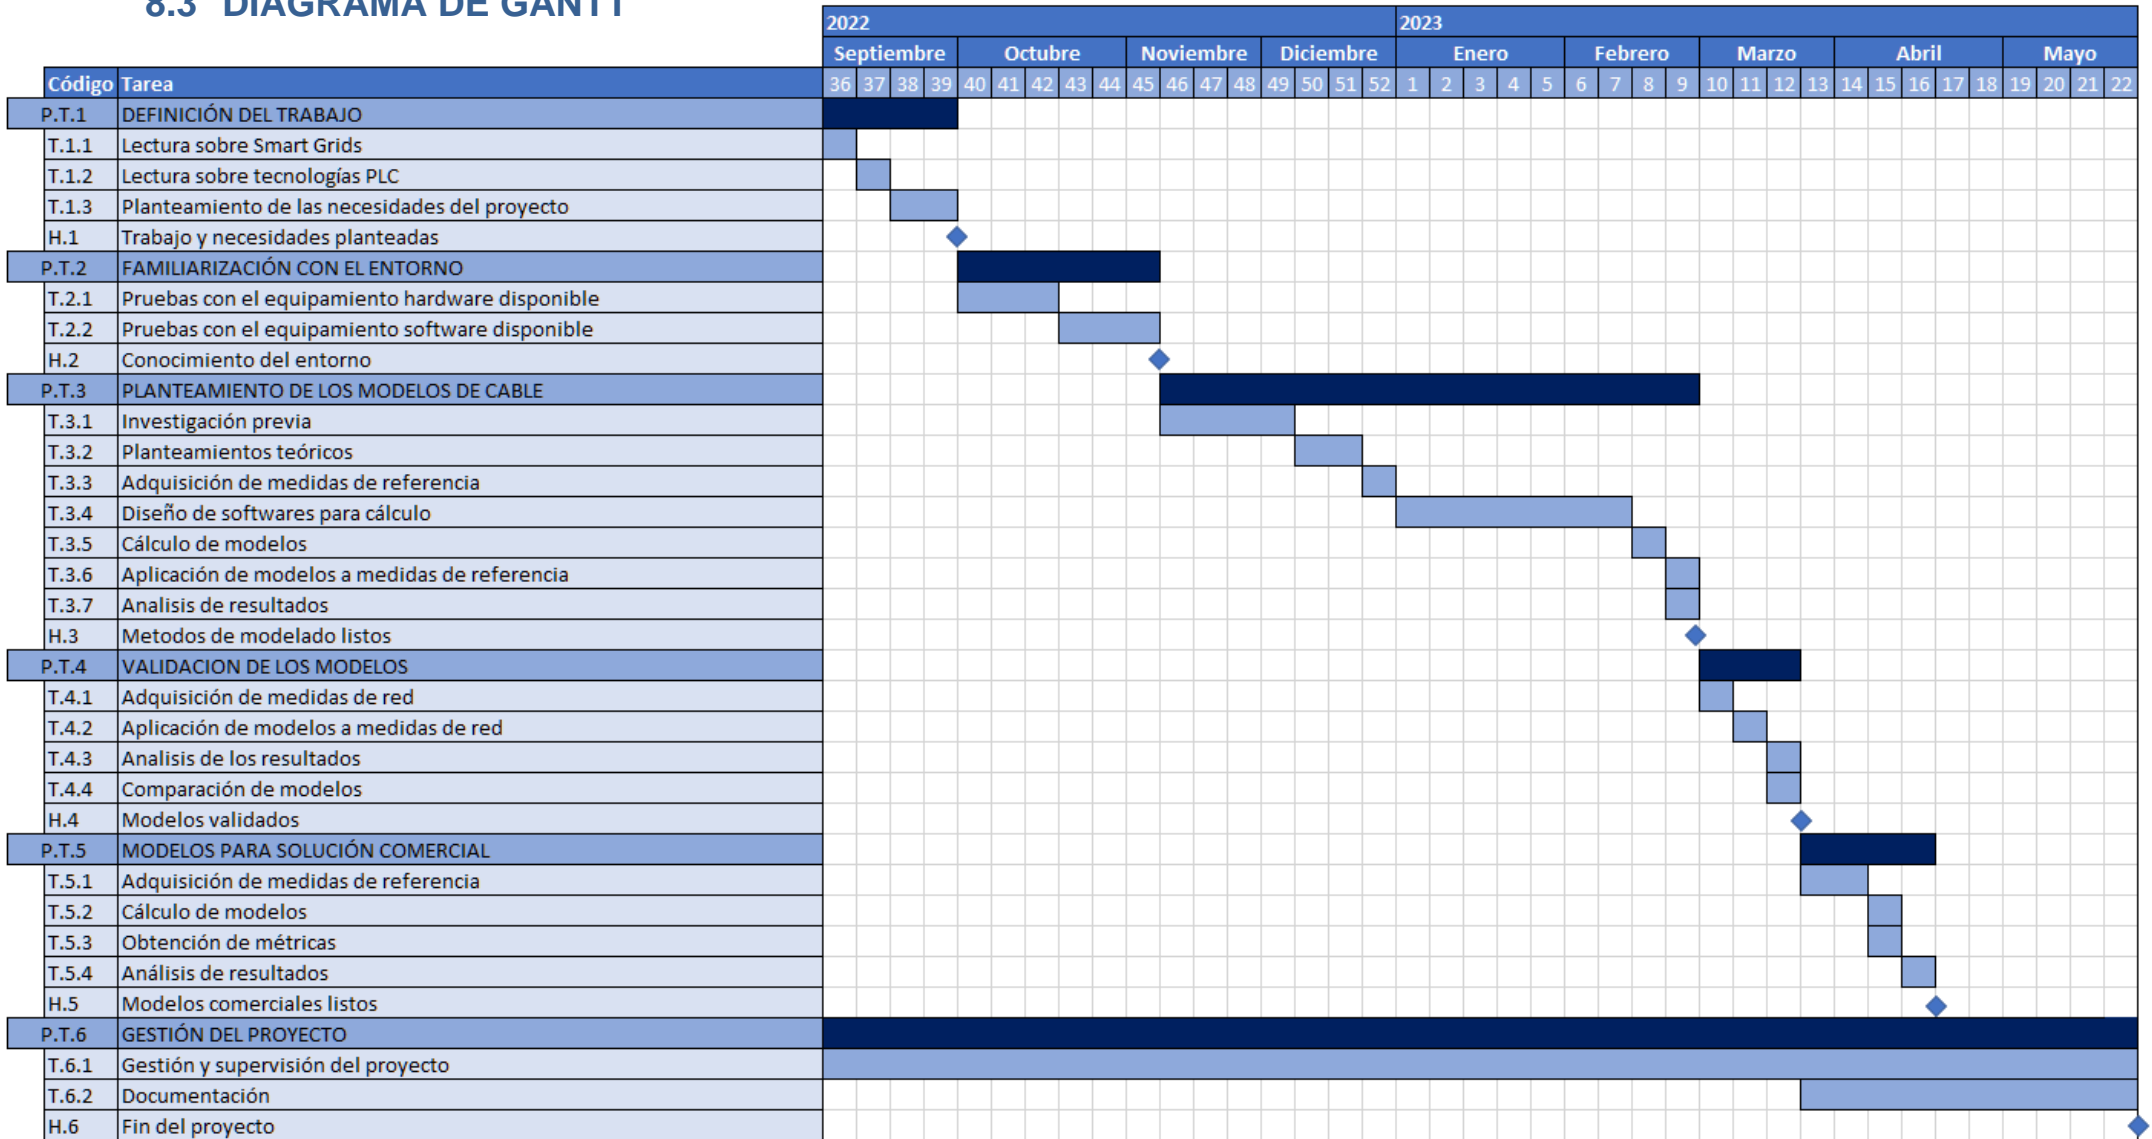 8.3 DIAGRAMA DE GANTT
2022 2023
Septiembre Octubre Noviembre Diciembre Enero Febrero Marzo Abril Mayo
Código Tarea 36 37 38 39 40 41 42 43 44 45 46 47 48 49 50 51 52 1 2 3 4 5 6 7 8 9 10 11 12 13 14 15 16 17 18 19 20 21 22
P.T.1 DEFINICIÓN DEL TRABAJO
T.1.1 Lectura sobre Smart Grids
T.1.2 Lectura sobre tecnologías PLC
T.1.3 Planteamiento de las necesidades del proyecto
H.1 Trabajo y necesidades planteadas
P.T.2 FAMILIARIZACIÓN CON EL ENTORNO
T.2.1 Pruebas con el equipamiento hardware disponible
T.2.2 Pruebas con el equipamiento software disponible
H.2 Conocimiento del entorno
P.T.3 PLANTEAMIENTO DE LOS MODELOS DE CABLE
T.3.1 Investigación previa
T.3.2 Planteamientos teóricos
T.3.3 Adquisición de medidas de referencia
T.3.4 Diseño de softwares para cálculo
T.3.5 Cálculo de modelos
T.3.6 Aplicación de modelos a medidas de referencia
T.3.7 Analisis de resultados
H.3 Metodos de modelado listos
P.T.4 VALIDACION DE LOS MODELOS
T.4.1 Adquisición de medidas de red
T.4.2 Aplicación de modelos a medidas de red
T.4.3 Analisis de los resultados
T.4.4 Comparación de modelos
H.4 Modelos validados
P.T.5 MODELOS PARA SOLUCIÓN COMERCIAL
T.5.1 Adquisición de medidas de referencia
T.5.2 Cálculo de modelos
T.5.3 Obtención de métricas
T.5.4 Análisis de resultados
H.5 Modelos comerciales listos
P.T.6 GESTIÓN DEL PROYECTO
T.6.1 Gestión y supervisión del proyecto
T.6.2 Documentación
H.6 Fin del proyecto